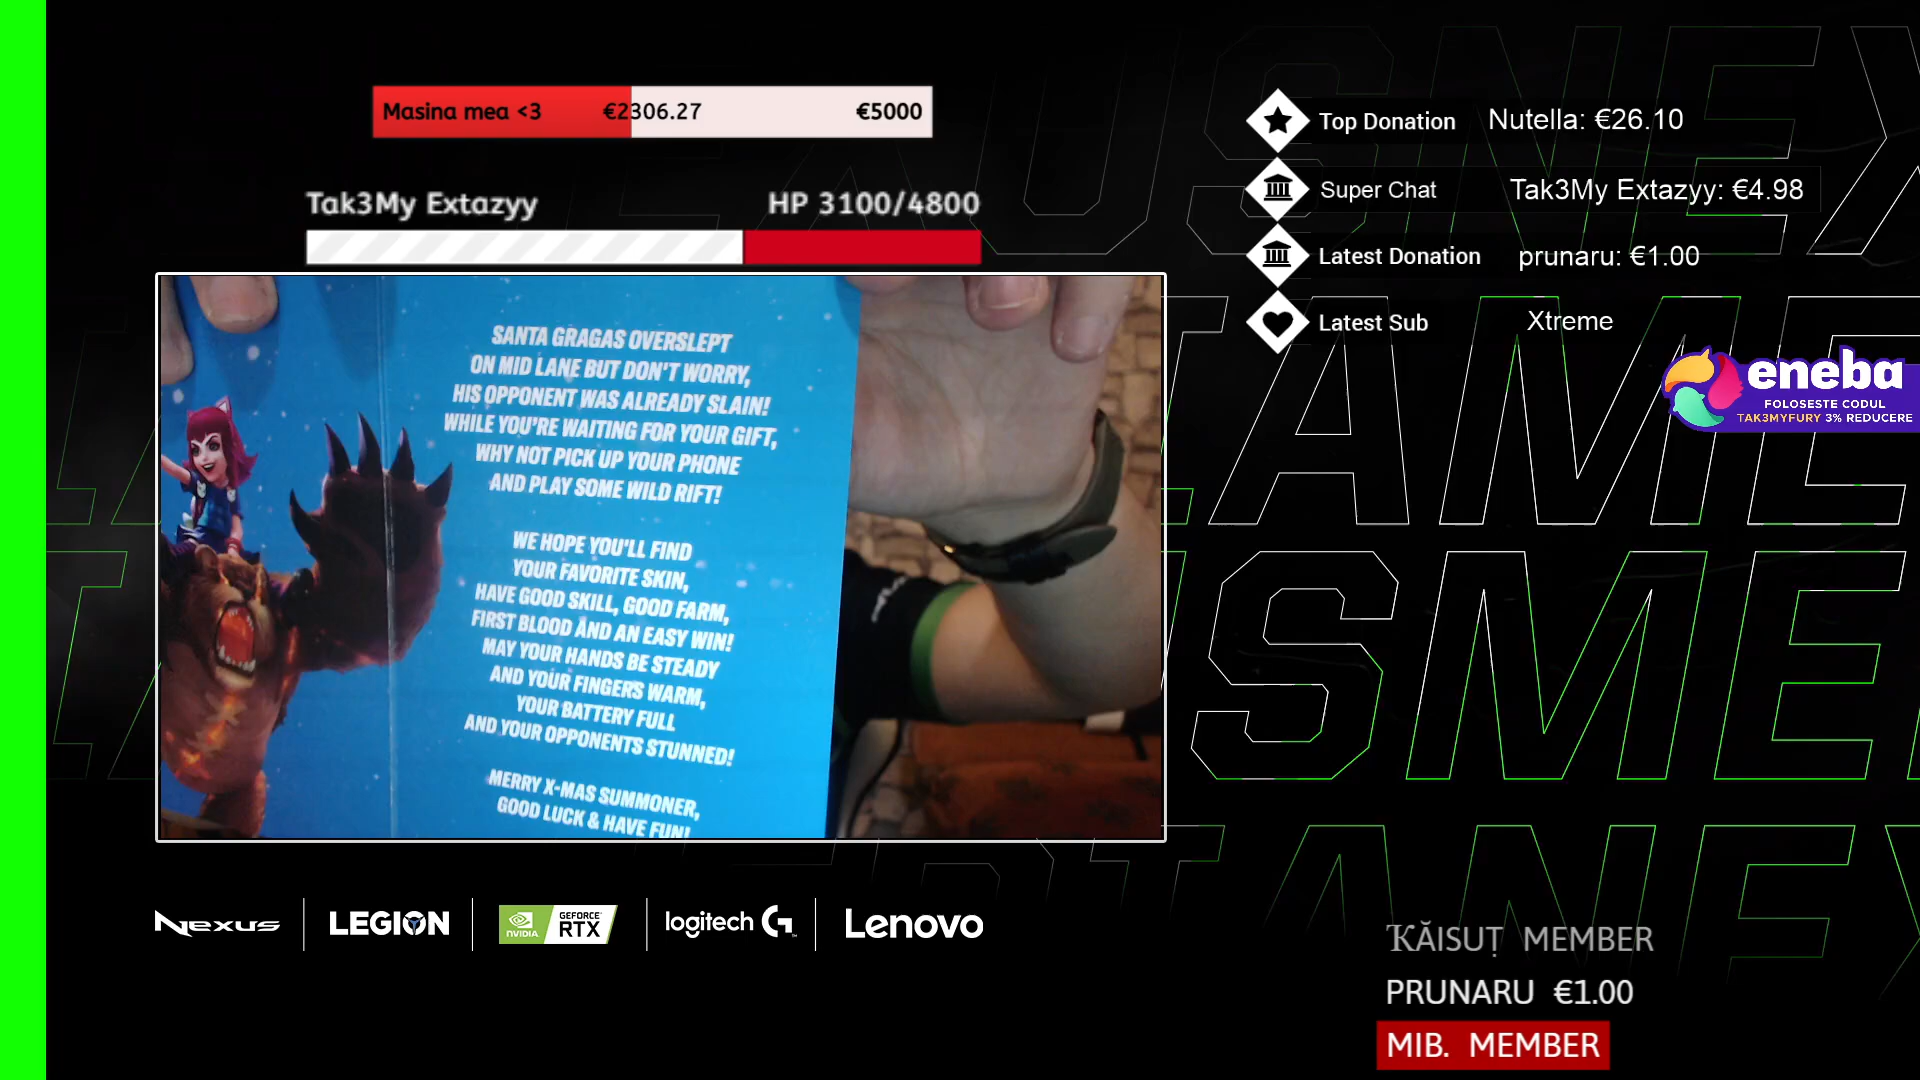 Masina mea <3 €2306.27 €5000
Tak3My Extazyy HP 3100/4800
Top Donation Nutella: €26.10
Super Chat Tak3My Extazyy: €4.98
Latest Donation prunaru: €1.00
Latest Sub Xtreme
eneba
FOLOSESTE CODUL
TAK3MYFURY 3% REDUCERE
SANTA GRAGAS OVERSLEPT
ON MID LANE BUT DON'T WORRY,
HIS OPPONENT WAS ALREADY SLAIN!
WHILE YOU'RE WAITING FOR YOUR GIFT,
WHY NOT PICK UP YOUR PHONE
AND PLAY SOME WILD RIFT!
WE HOPE YOU'LL FIND
YOUR FAVORITE SKIN,
HAVE GOOD SKILL, GOOD FARM,
FIRST BLOOD AND AN EASY WIN!
MAY YOUR HANDS BE STEADY
AND YOUR FINGERS WARM,
YOUR BATTERY FULL
AND YOUR OPPONENTS STUNNED!
MERRY X-MAS SUMMONER,
GOOD LUCK & HAVE FUN!
Nexus
LEGION
NVIDIA
GEFORCE
RTX
logitech G
Lenovo
ƘĂISUȚ MEMBER
PRUNARU €1.00
MIB. MEMBER